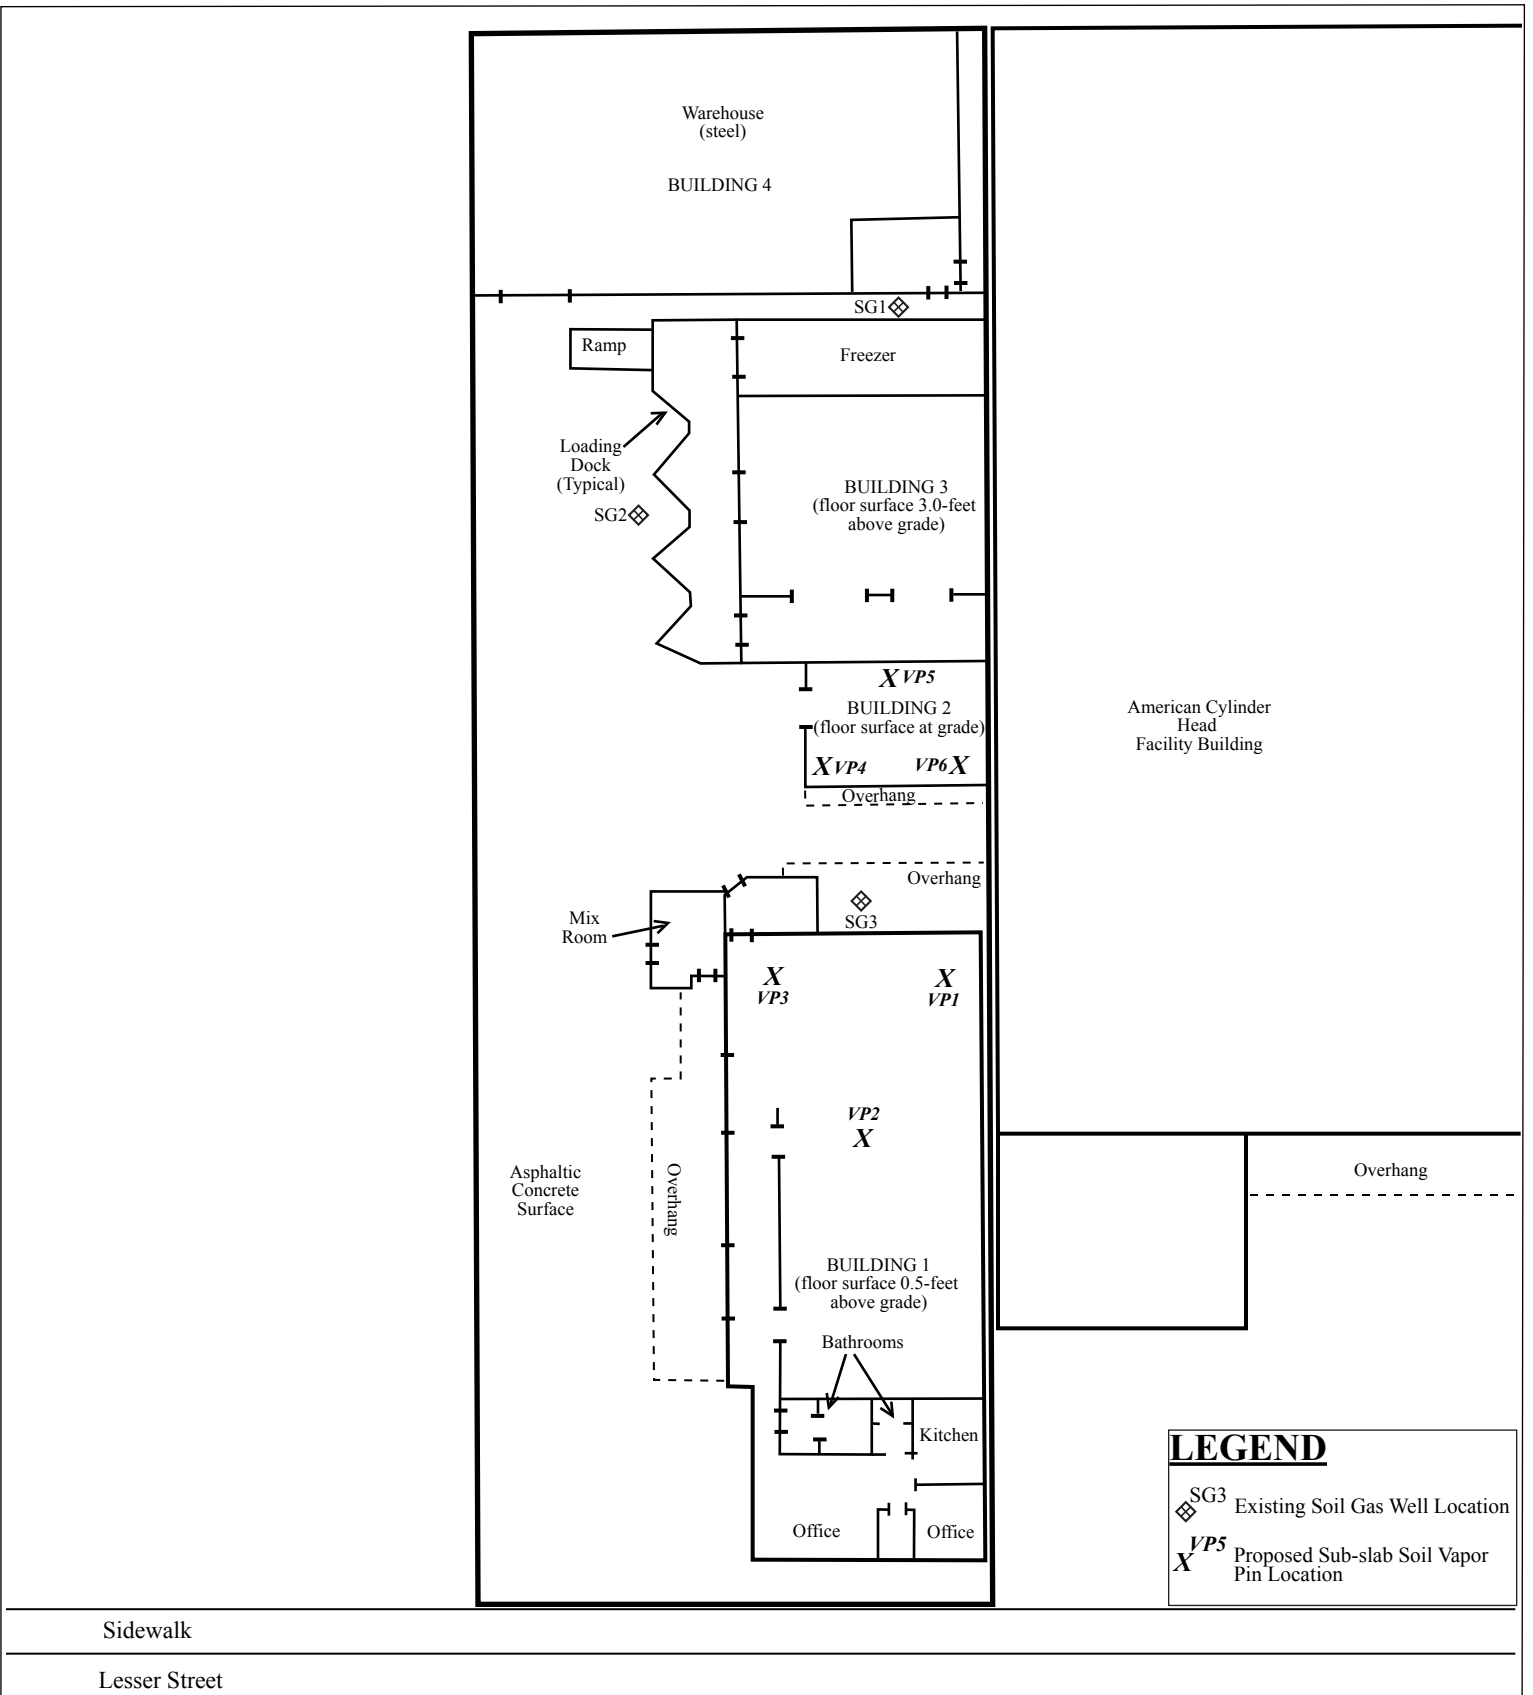 Warehouse
(steel)
BUILDING 4
SG1
Ramp
Freezer
Loading
Dock
(Typical)
SG2
BUILDING 3
(floor surface 3.0-feet
above grade)
X VP5
BUILDING 2
(floor surface at grade)
X VP4
VP6 X
Overhang
American Cylinder
Head
Facility Building
Overhang
SG3
Mix
Room
X
VP3
X
VP1
VP2
X
Asphaltic
Concrete
Surface
Overhang
Overhang
BUILDING 1
(floor surface 0.5-feet
above grade)
Bathrooms
Kitchen
Office
Office
LEGEND
SG3 Existing Soil Gas Well Location
X VP5 Proposed Sub-slab Soil Vapor
Pin Location
Sidewalk
Lesser Street